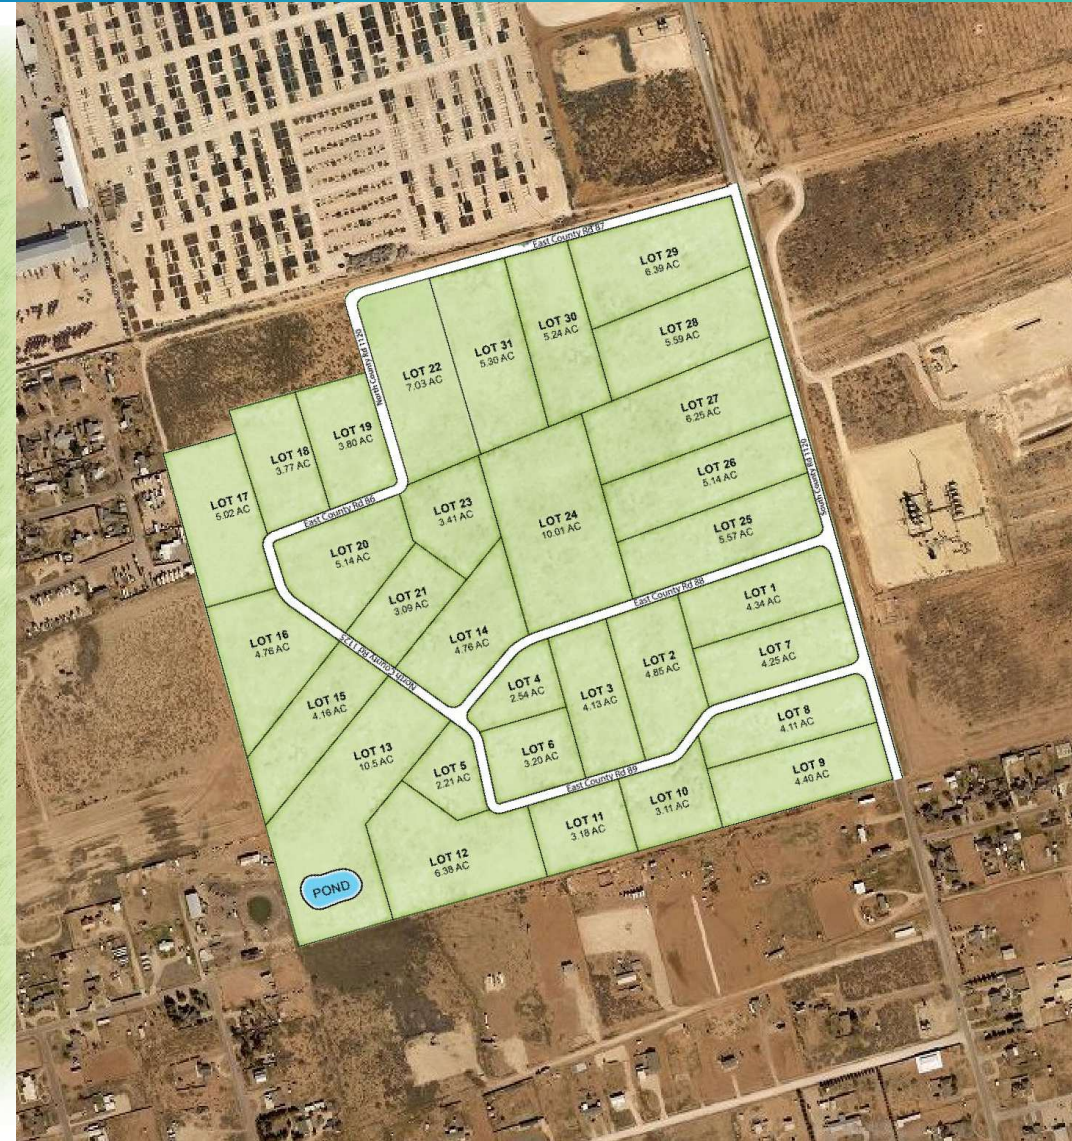 East County Rd 87
LOT 29
6.39 AC
LOT 28
5.59 AC
LOT 30
5.24 AC
LOT 31
5.30 AC
LOT 22
7.03 AC
North County Rd 1120
LOT 27
6.25 AC
LOT 19
3.80 AC
LOT 18
3.77 AC
LOT 17
5.02 AC
LOT 26
5.14 AC
South County Rd 1120
LOT 23
3.41 AC
East County Rd 86
LOT 24
10.01 AC
LOT 25
5.57 AC
LOT 20
5.14 AC
LOT 21
3.09 AC
East County Rd 88
LOT 1
4.34 AC
LOT 16
4.76 AC
LOT 14
4.76 AC
North County Rd 1125
LOT 7
4.25 AC
LOT 2
4.85 AC
LOT 4
2.54 AC
LOT 3
4.13 AC
LOT 15
4.16 AC
LOT 8
4.11 AC
LOT 13
10.5 AC
LOT 6
3.20 AC
LOT 5
2.21 AC
East County Rd 89
LOT 9
4.40 AC
LOT 10
3.11 AC
LOT 11
3.18 AC
LOT 12
6.38 AC
POND